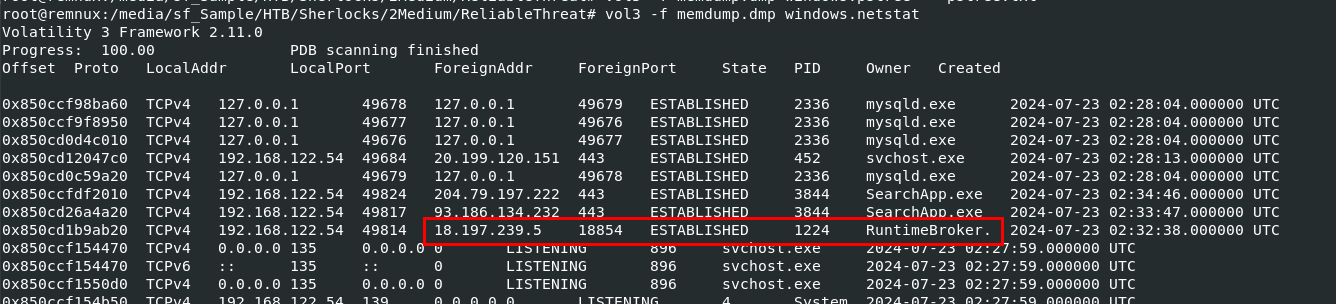 root@remnux:/media/sf_Sample/HTB/Sherlocks/2Medium/ReliableThreat# vol3 -f memdump.dmp windows.netstat
Volatility 3 Framework 2.11.0
Progress:  100.00               PDB scanning finished
Offset  Proto   LocalAddr       LocalPort       ForeignAddr     ForeignPort     State   PID     Owner   Created
0x850ccf98ba60  TCPv4   127.0.0.1       49678   127.0.0.1       49679   ESTABLISHED     2336    mysqld.exe      2024-07-23 02:28:04.000000 UTC
0x850ccf9f8950  TCPv4   127.0.0.1       49677   127.0.0.1       49676   ESTABLISHED     2336    mysqld.exe      2024-07-23 02:28:04.000000 UTC
0x850cd0d4c010  TCPv4   127.0.0.1       49676   127.0.0.1       49677   ESTABLISHED     2336    mysqld.exe      2024-07-23 02:28:04.000000 UTC
0x850cd12047c0  TCPv4   192.168.122.54  49684   20.199.120.151  443     ESTABLISHED     452     svchost.exe     2024-07-23 02:28:13.000000 UTC
0x850cd0c59a20  TCPv4   127.0.0.1       49679   127.0.0.1       49678   ESTABLISHED     2336    mysqld.exe      2024-07-23 02:28:04.000000 UTC
0x850ccfdf2010  TCPv4   192.168.122.54  49824   204.79.197.222  443     ESTABLISHED     3844    SearchApp.exe   2024-07-23 02:34:46.000000 UTC
0x850cd26a4a20  TCPv4   192.168.122.54  49817   93.186.134.232  443     ESTABLISHED     3844    SearchApp.exe   2024-07-23 02:33:47.000000 UTC
0x850cd1b9ab20  TCPv4   192.168.122.54  49814   18.197.239.5    18854   ESTABLISHED     1224    RuntimeBroker.  2024-07-23 02:32:38.000000 UTC
0x850ccf154470  TCPv4   0.0.0.0 135     0.0.0.0 0       LISTENING       896     svchost.exe     2024-07-23 02:27:59.000000 UTC
0x850ccf154470  TCPv6   ::      135     ::      0       LISTENING       896     svchost.exe     2024-07-23 02:27:59.000000 UTC
0x850ccf1550d0  TCPv4   0.0.0.0 135     0.0.0.0 0       LISTENING       896     svchost.exe     2024-07-23 02:27:59.000000 UTC
0x850ccf154b50  TCPv4   192.168.122.54  139     0.0.0.0 0       LISTENING       4       System  2024-07-23 02:28:00.000000 UTC